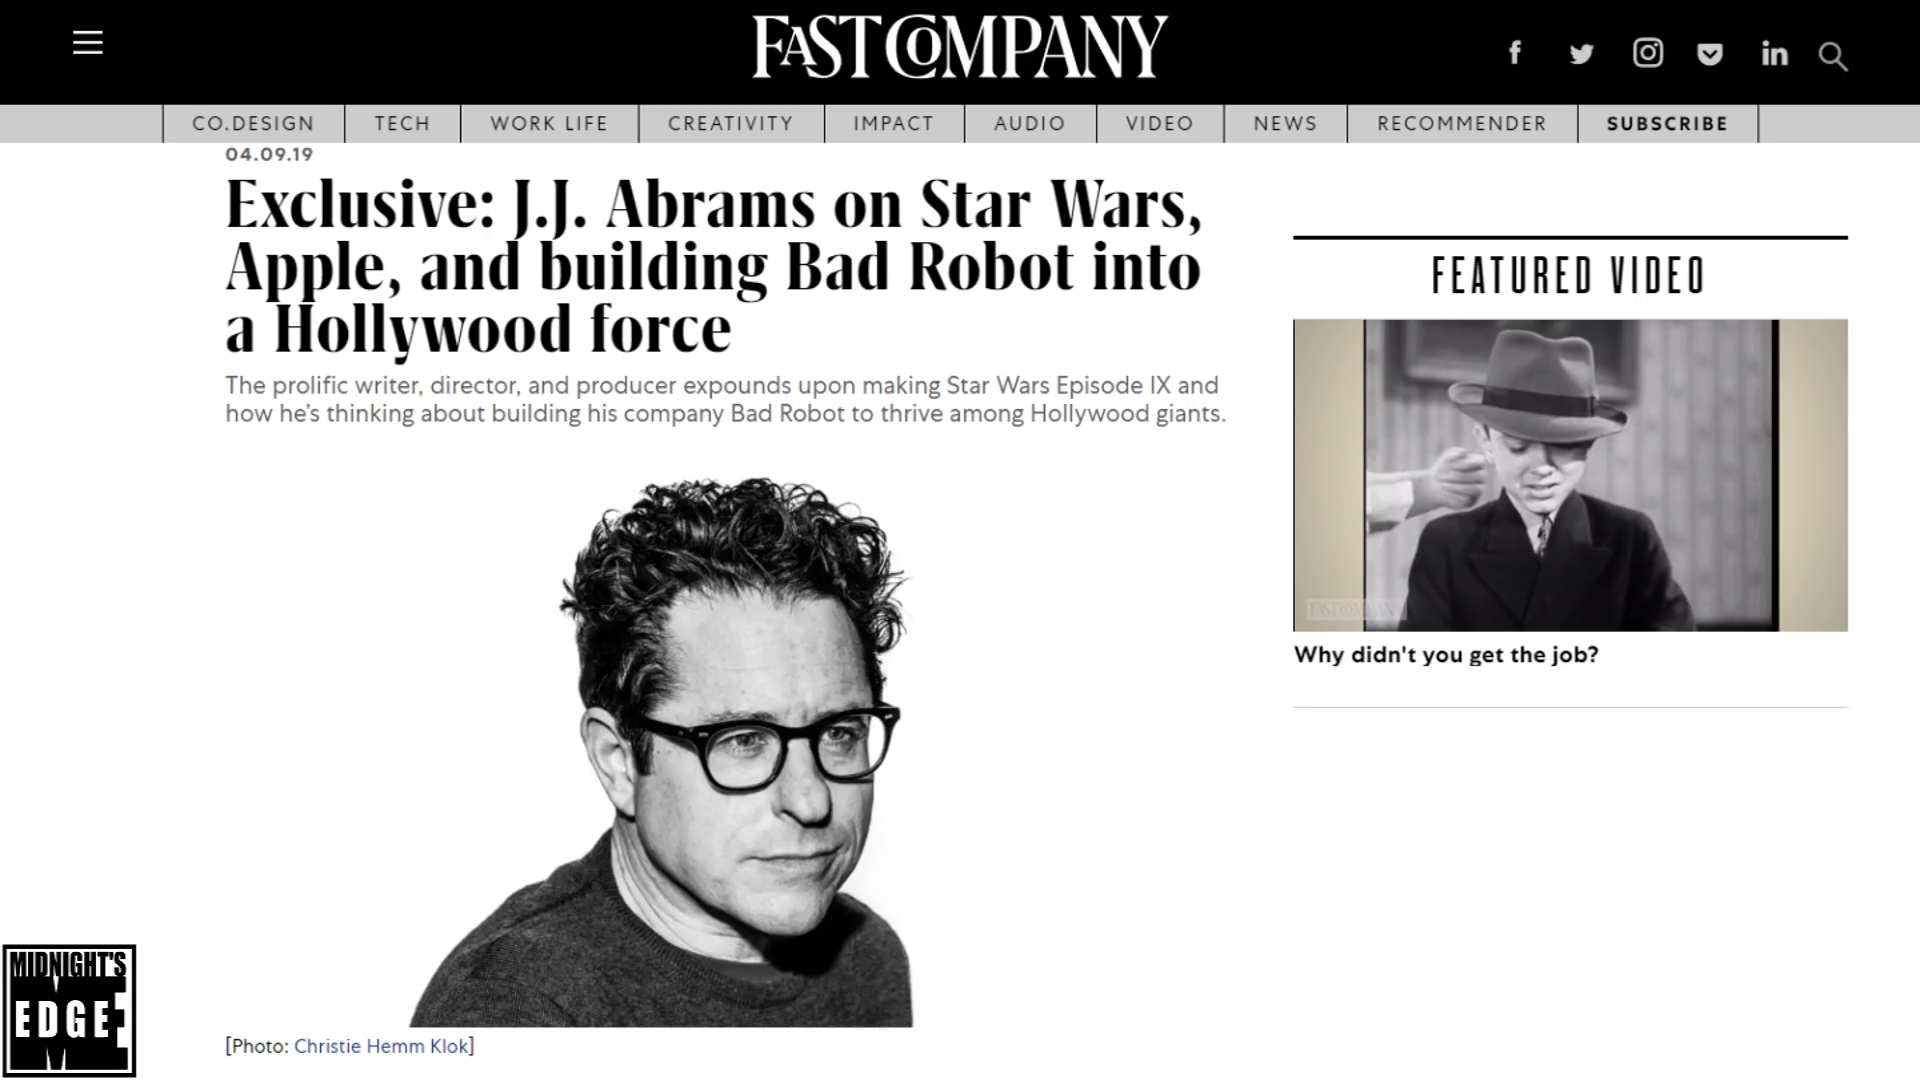 FAST COMPANY
CO.DESIGN
TECH
WORK LIFE
CREATIVITY
IMPACT
AUDIO
VIDEO
NEWS
RECOMMENDER
SUBSCRIBE
04.09.19
Exclusive: J.J. Abrams on Star Wars,
Apple, and building Bad Robot into
a Hollywood force
The prolific writer, director, and producer expounds upon making Star Wars Episode IX and
how he's thinking about building his company Bad Robot to thrive among Hollywood giants.
FEATURED VIDEO
FAST COMPANY
Why didn't you get the job?
MIDNIGHT'S
EDGE
[Photo: Christie Hemm Klok]